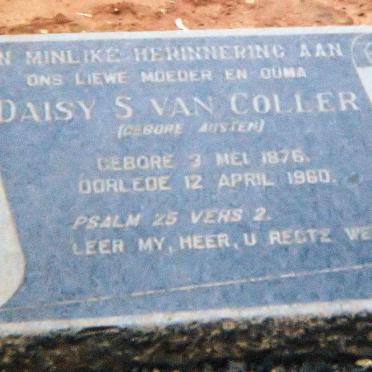 N MINLIKE HERINNERING AAN
ONS LIEWE MOEDER EN OUMA
DAISY S VAN COLLER
(GEBORE AUSTEN)
GEBORE 3 MEI 1876.
OORLEDE 12 APRIL 1960.
PSALM 25 VERS 2.
LEER MY, HEER, U REGTE WE